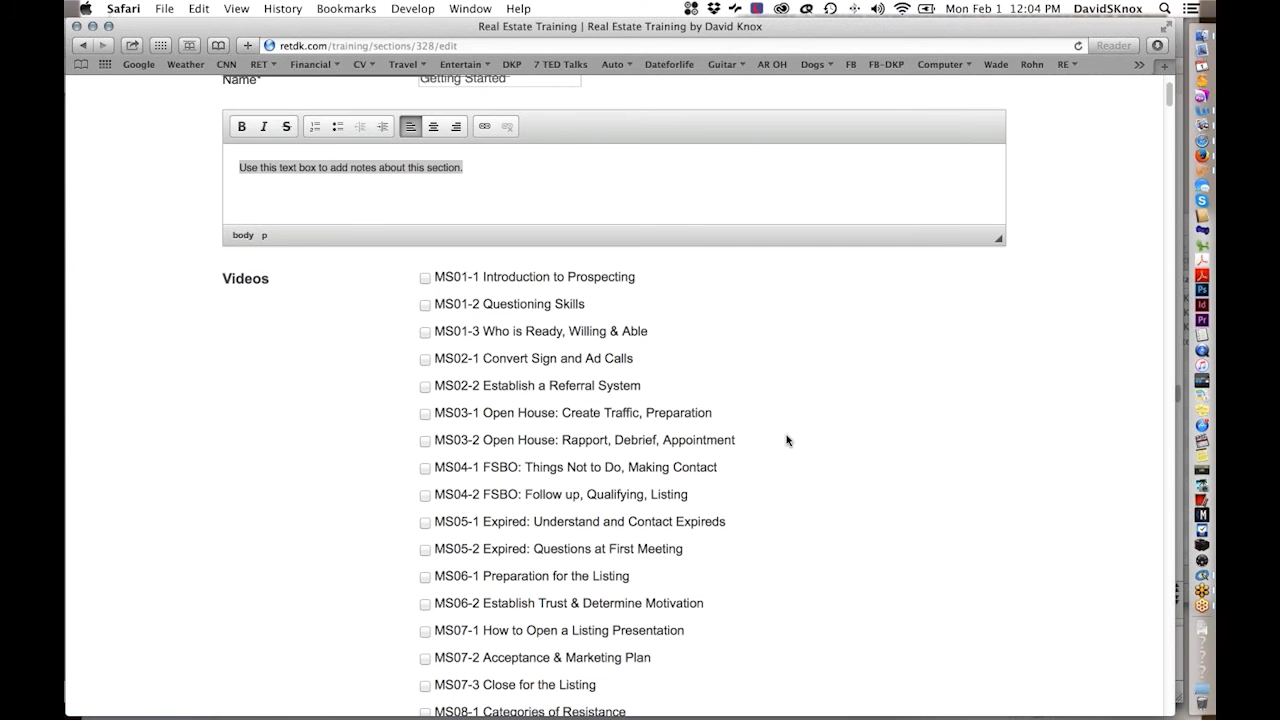 Safari File Edit View History Bookmarks Develop Window Help Mon Feb 1 12:04 PM DavidSKnox
Real Estate Training | Real Estate Training by David Knox
retdk.com/training/sections/328/edit Reader
Google Weather CNN RET Financial CV Travel Entertain DKP 7 TED Talks Auto Dateforlife Guitar AR OH Dogs FB FB-DKP Computer Wade Rohn RE
Name*
Getting Started"
B I S
Use this text box to add notes about this section.
body p
Videos
MS01-1 Introduction to Prospecting
MS01-2 Questioning Skills
MS01-3 Who is Ready, Willing & Able
MS02-1 Convert Sign and Ad Calls
MS02-2 Establish a Referral System
MS03-1 Open House: Create Traffic, Preparation
MS03-2 Open House: Rapport, Debrief, Appointment
MS04-1 FSBO: Things Not to Do, Making Contact
MS04-2 FSBO: Follow up, Qualifying, Listing
MS05-1 Expired: Understand and Contact Expireds
MS05-2 Expired: Questions at First Meeting
MS06-1 Preparation for the Listing
MS06-2 Establish Trust & Determine Motivation
MS07-1 How to Open a Listing Presentation
MS07-2 Acceptance & Marketing Plan
MS07-3 Close for the Listing
MS08-1 Categories of Resistance